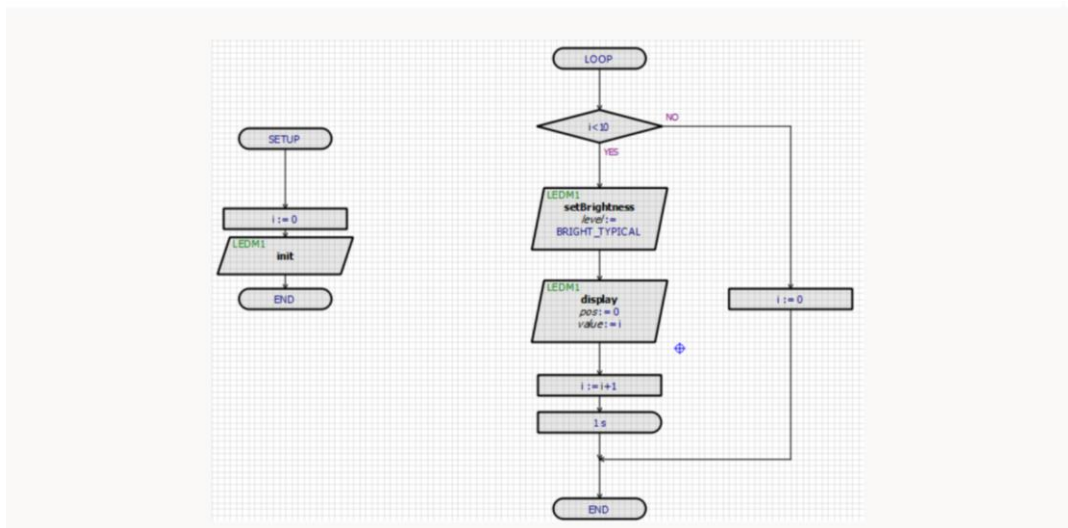 SETUP
i := 0
LEDM1
init
END
LOOP
i<10
NO
YES
LEDM1
setBrightness
level:=
BRIGHT_TYPICAL
LEDM1
display
pos:=0
value:=i
i := 0
i := i+1
1 s
END